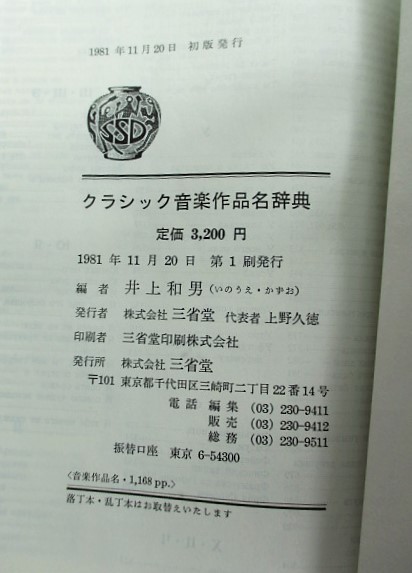 1981年11月20日 初版発行
SSD
クラシック音楽作品名辞典
定価 3,200 円
1981 年 11 月 20 日 第 1 刷発行
編者 井上和男(いのうえ・かずお)
発行者 株式会社 三省堂 代表者 上野久徳
印刷者 三省堂印刷株式会社
発行所 株式会社 三省堂
〒101 東京都千代田区三崎町二丁目 22 番 14 号
電話 編集 (03) 230-9411
販売 (03) 230-9412
総務 (03) 230-9511
振替口座 東京 6-54300
〈音楽作品名・1,168 pp.〉
落丁本・乱丁本はお取替えいたします